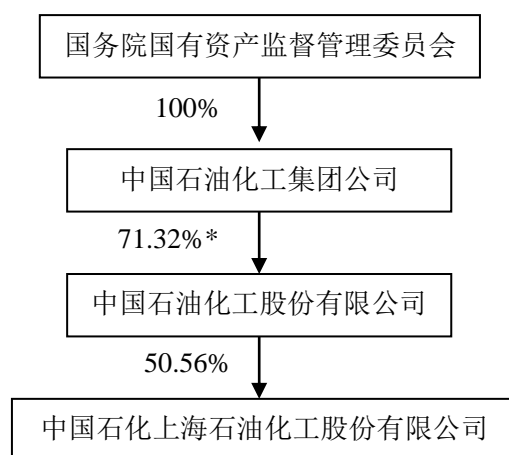 国务院国有资产监督管理委员会
100%
中国石油化工集团公司
71.32%*
中国石油化工股份有限公司
50.56%
中国石化上海石油化工股份有限公司